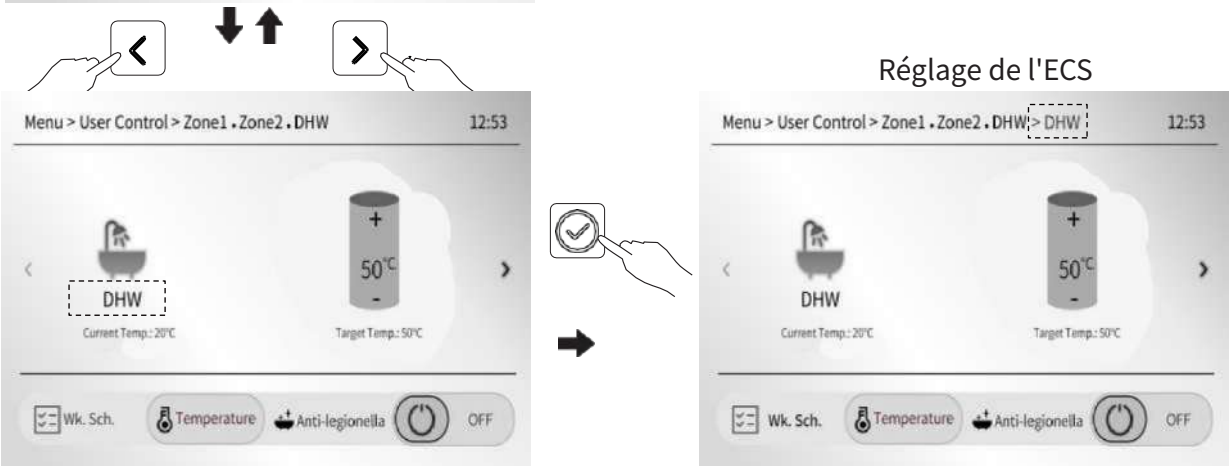 Réglage de l'ECS
Menu > User Control > Zone1 • Zone2 • DHW 12:53
50°C
+
-
DHW
Current Temp.: 20°C Target Temp.: 50°C
Wk. Sch. Temperature Anti-legionella OFF
Menu > User Control > Zone1 • Zone2 • DHW > DHW 12:53
+
50°C
-
DHW
Current Temp.: 20°C Target Temp.: 50°C
Wk. Sch. Temperature Anti-legionella OFF